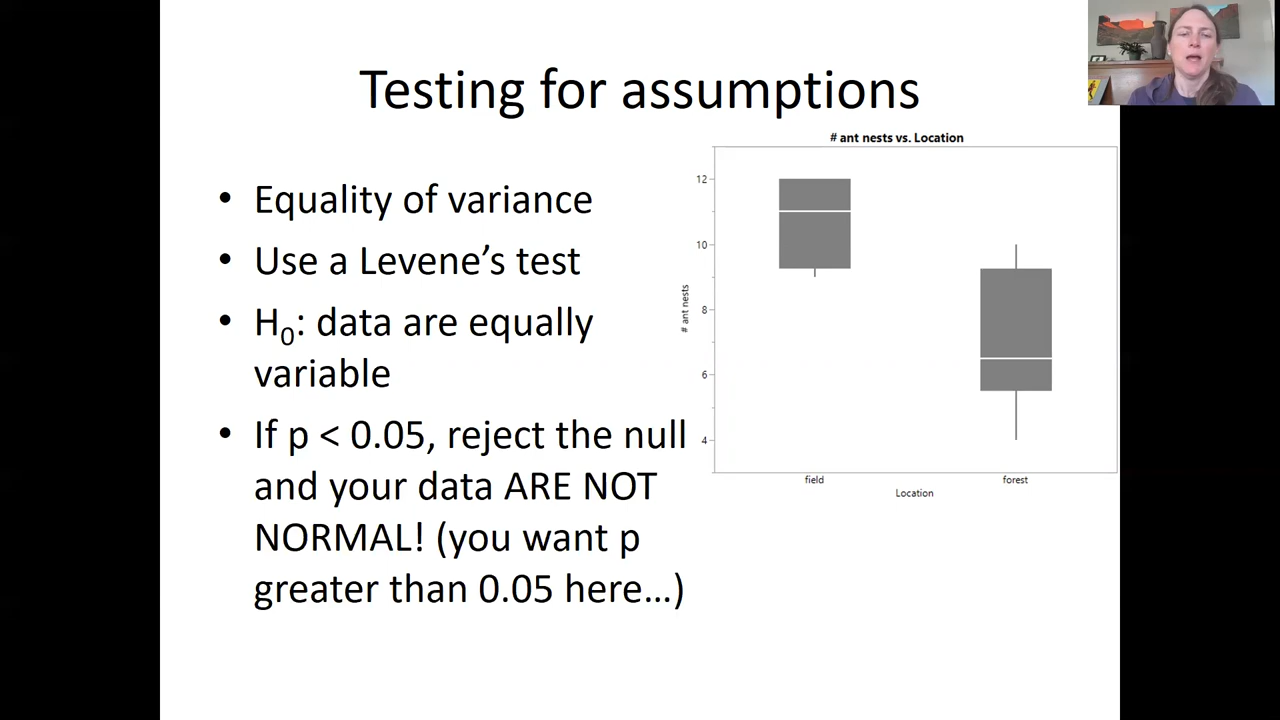 Testing for assumptions
• Equality of variance
• Use a Levene’s test
• H₀: data are equally
variable
• If p < 0.05, reject the null
and your data ARE NOT
NORMAL! (you want p
greater than 0.05 here…)
# ant nests vs. Location
12
10
8
6
4
# ant nests
field
forest
Location